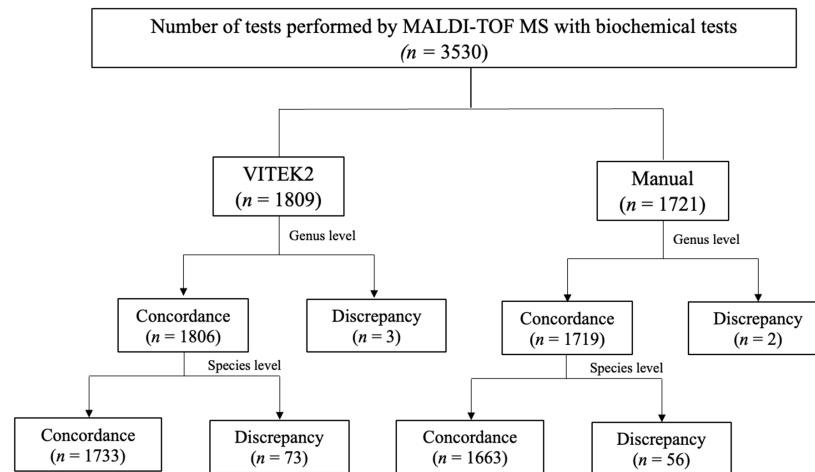 Number of tests performed by MALDI-TOF MS with biochemical tests
(n = 3530)
VITEK2
(n = 1809)
Manual
(n = 1721)
Genus level
Genus level
Concordance
(n = 1806)
Discrepancy
(n = 3)
Concordance
(n = 1719)
Discrepancy
(n = 2)
Species level
Species level
Concordance
(n = 1733)
Discrepancy
(n = 73)
Concordance
(n = 1663)
Discrepancy
(n = 56)